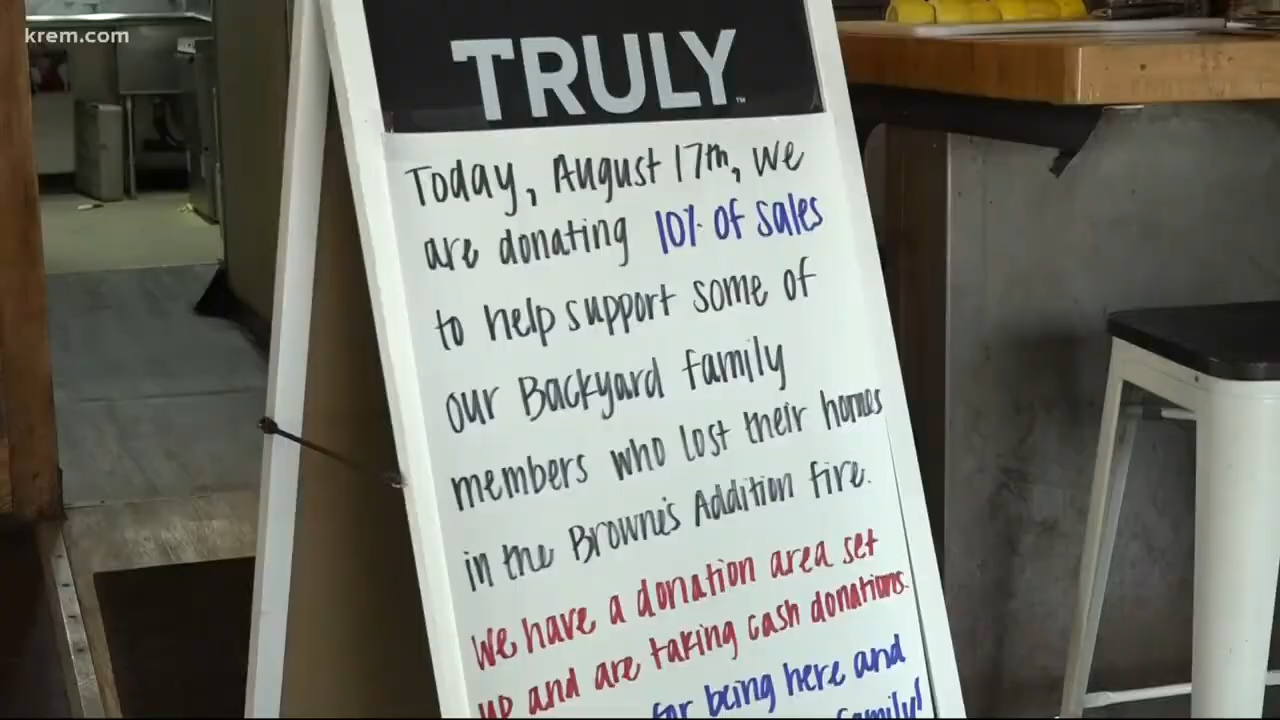 krem.com
TRULY™
Today, August 17th, we
are donating 10% of sales
to help support some of
our Backyard family
members who lost their homes
in the Browne's Addition fire.
We have a donation area set
up and are taking cash donations.
for being here and
family!